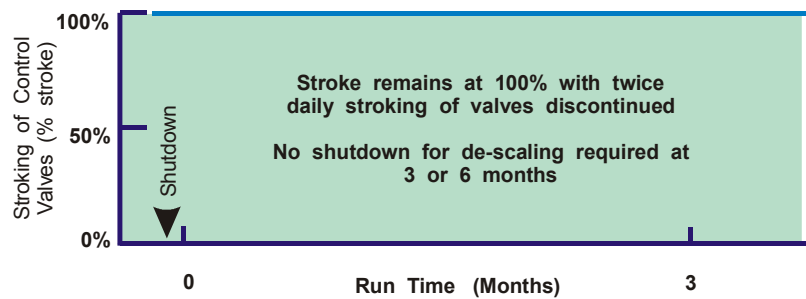 100%
Stroking of Control
Valves (% stroke)
50%
0%
Shutdown
Stroke remains at 100% with twice
daily stroking of valves discontinued
No shutdown for de-scaling required at
3 or 6 months
0
Run Time (Months)
3